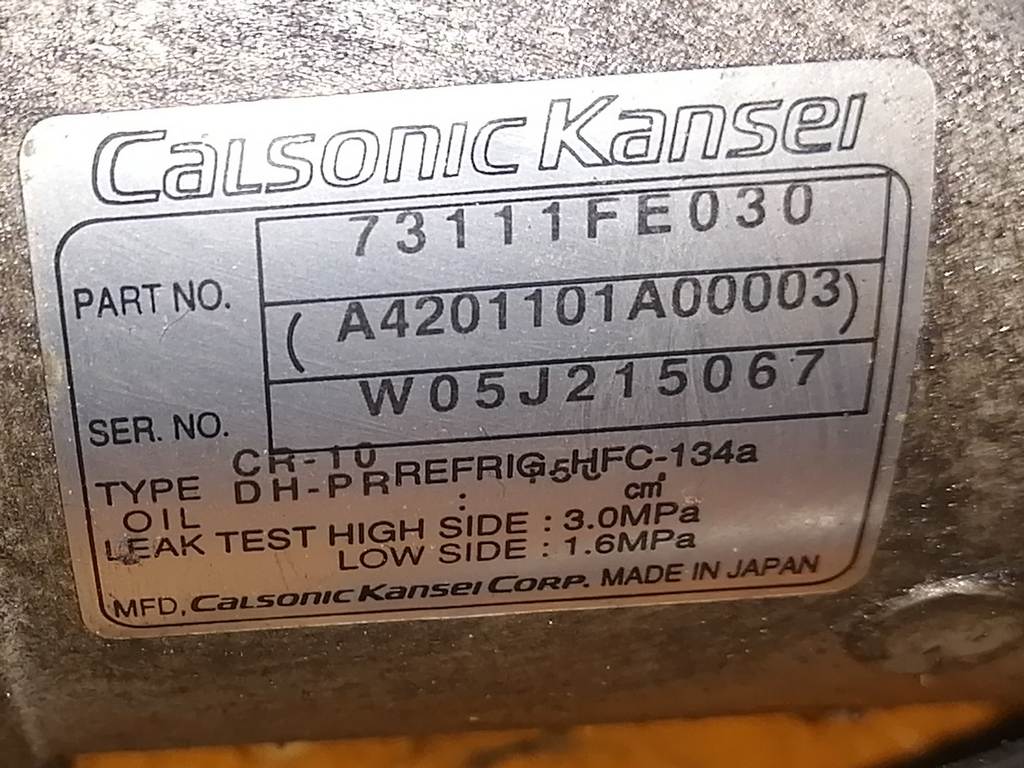 CALSONIC KANSEI
73111FE030
PART NO.
(A4201101A00003)
SER. NO. W05J215067
TYPE CR-10 REFRIG. HFC-134a
OIL DH-PR : 150 cm³
LEAK TEST HIGH SIDE : 3.0MPa
LOW SIDE : 1.6MPa
MFD. CALSONIC KANSEI CORP. MADE IN JAPAN